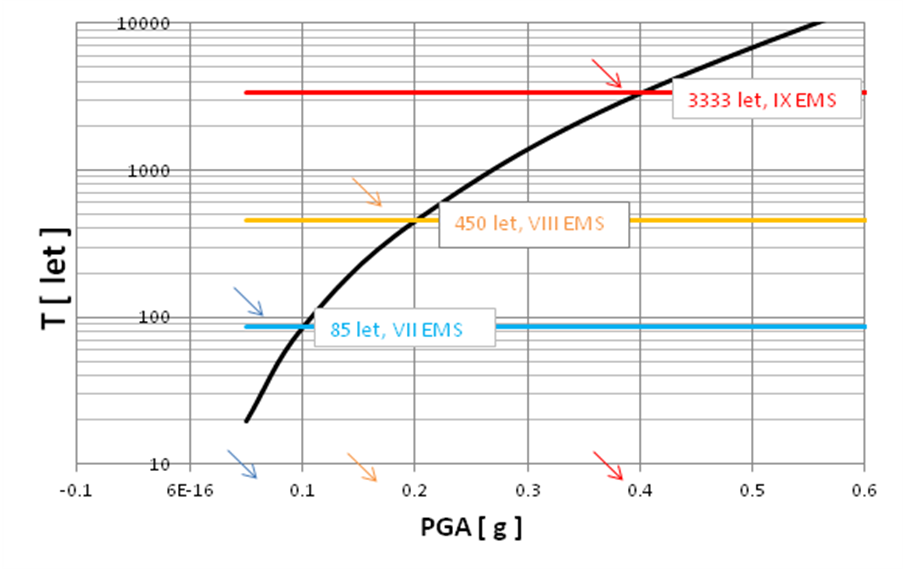 10000
3333 let, IX EMS
1000
450 let, VIII EMS
T [ let ]
100
85 let, VII EMS
10
-0.1 6E-16 0.1 0.2 0.3 0.4 0.5 0.6
PGA [ g ]